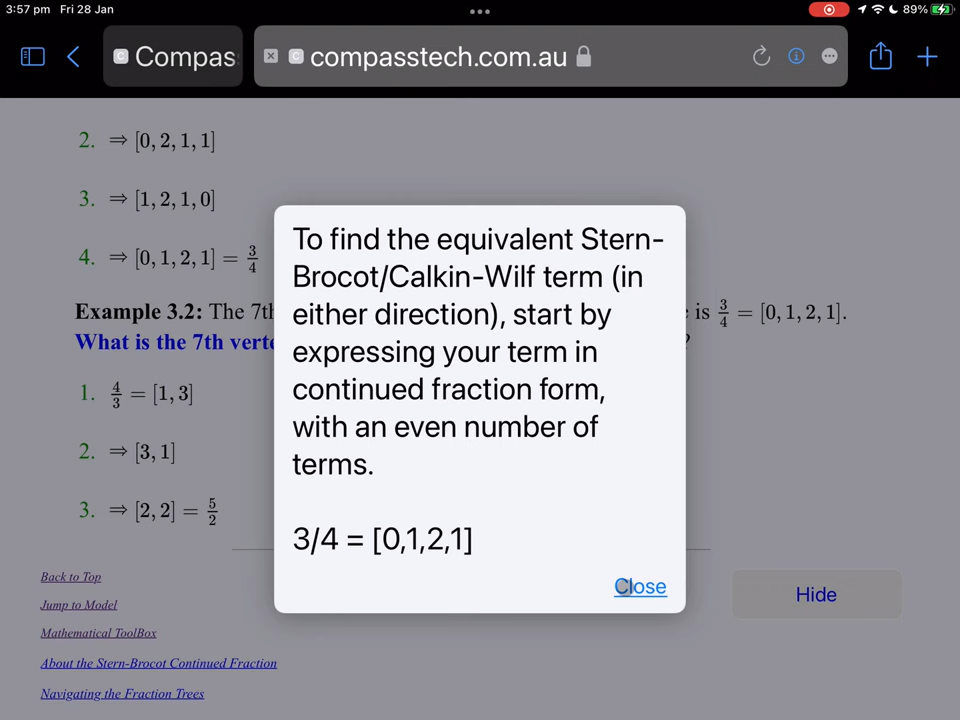 3:57 pm Fri 28 Jan
89%
Compas
compasstech.com.au
2. ⇒ [0, 2, 1, 1]
3. ⇒ [1, 2, 1, 0]
4. ⇒ [0, 1, 2, 1] = 3/4
Example 3.2: The 7th is 3/4 = [0, 1, 2, 1].
What is the 7th verte ?
1. 4/3 = [1, 3]
2. ⇒ [3, 1]
3. ⇒ [2, 2] = 5/2
To find the equivalent Stern-
Brocot/Calkin-Wilf term (in
either direction), start by
expressing your term in
continued fraction form,
with an even number of
terms.
3/4 = [0,1,2,1]
Close
Hide
Back to Top
Jump to Model
Mathematical ToolBox
About the Stern-Brocot Continued Fraction
Navigating the Fraction Trees